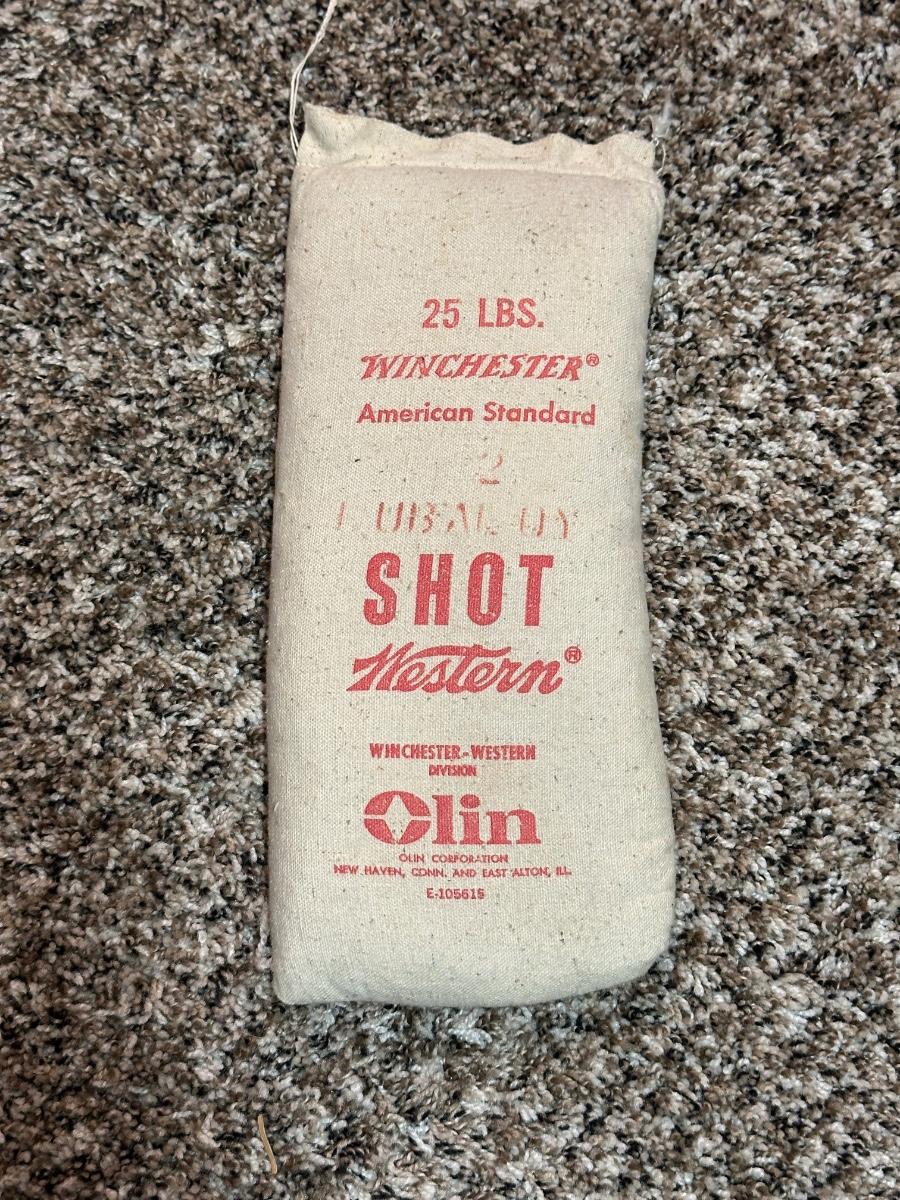 25 LBS.
WINCHESTER®
American Standard
2
LUBALOY
SHOT
Western®
WINCHESTER-WESTERN
DIVISION
Olin
OLIN CORPORATION
NEW HAVEN, CONN. AND EAST ALTON, ILL.
E-105615